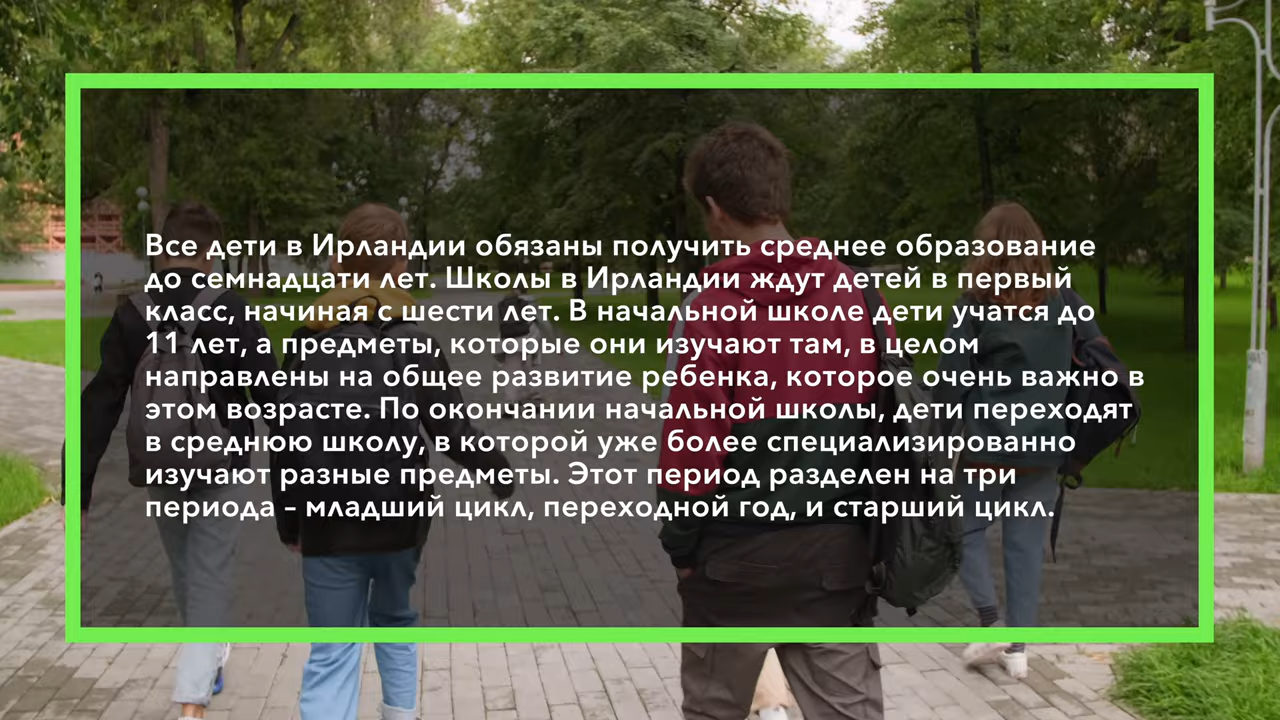 Все дети в Ирландии обязаны получить среднее образование
до семнадцати лет. Школы в Ирландии ждут детей в первый
класс, начиная с шести лет. В начальной школе дети учатся до
11 лет, а предметы, которые они изучают там, в целом
направлены на общее развитие ребенка, которое очень важно в
этом возрасте. По окончании начальной школы, дети переходят
в среднюю школу, в которой уже более специализированно
изучают разные предметы. Этот период разделен на три
периода – младший цикл, переходной год, и старший цикл.